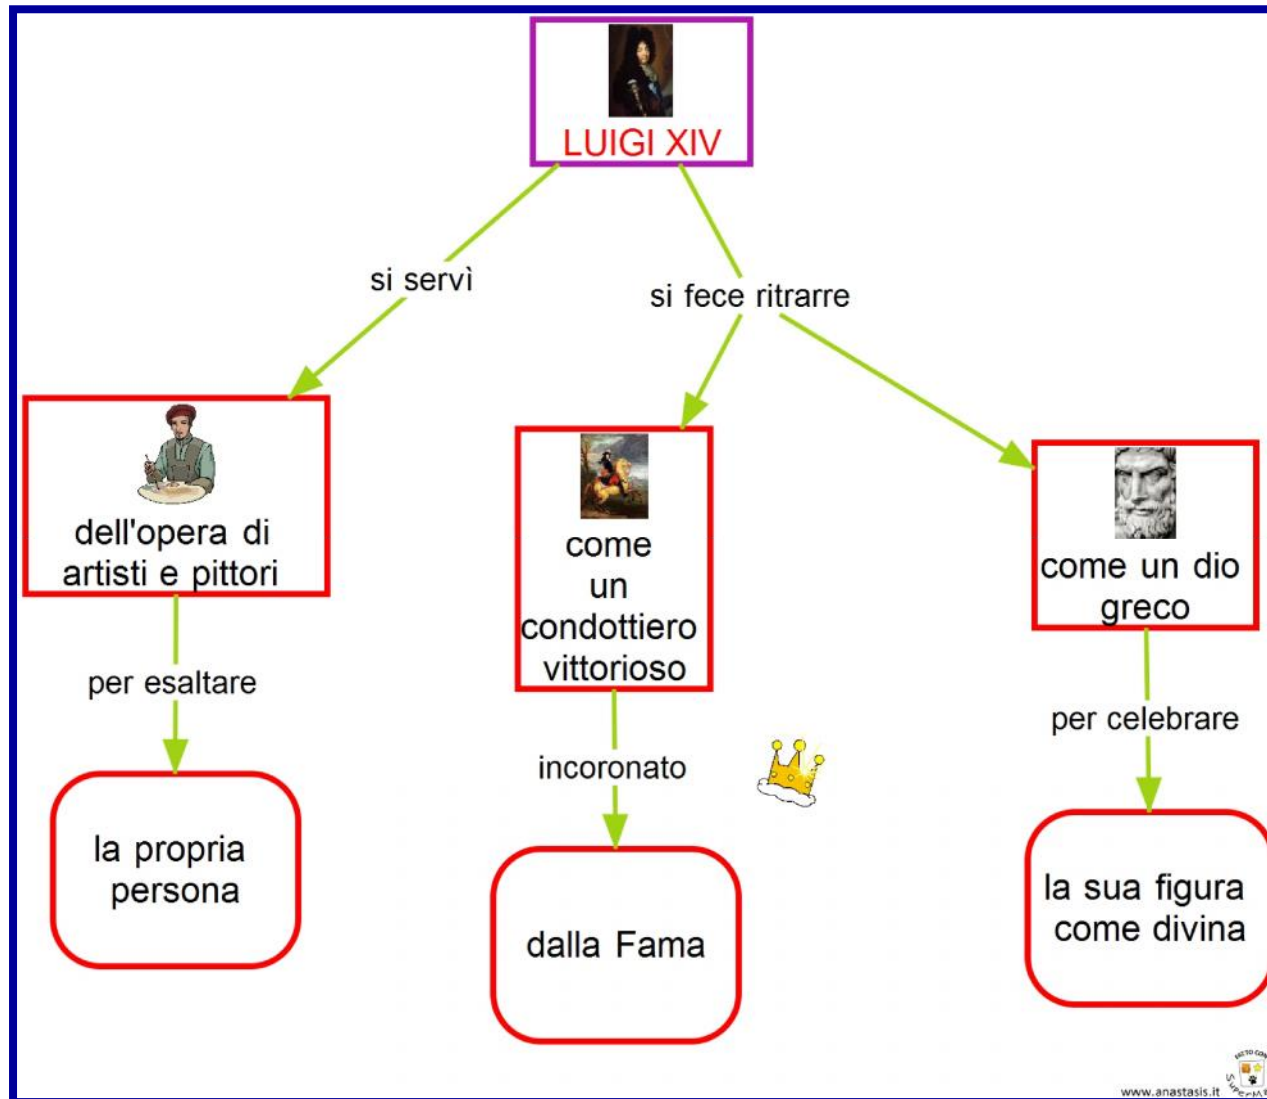 LUIGI XIV
si servì
si fece ritrarre
dell'opera di
artisti e pittori
come
un
condottiero
vittorioso
come un dio
greco
per esaltare
incoronato
per celebrare
la propria
persona
dalla Fama
la sua figura
come divina
FATTO CON
www.anastasis.it